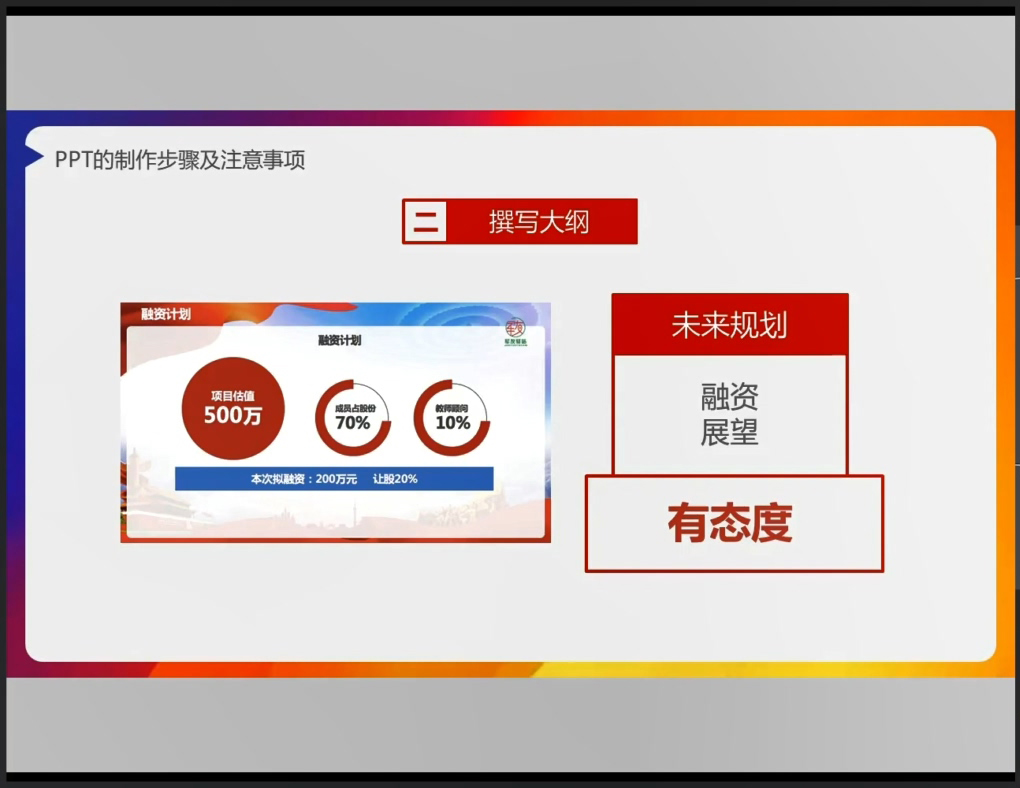 PPT的制作步骤及注意事项
二 撰写大纲
融资计划
融资计划
项目估值
500万
成员占股份
70%
教师顾问
10%
本次拟融资：200万元 让股20%
未来规划
融资
展望
有态度